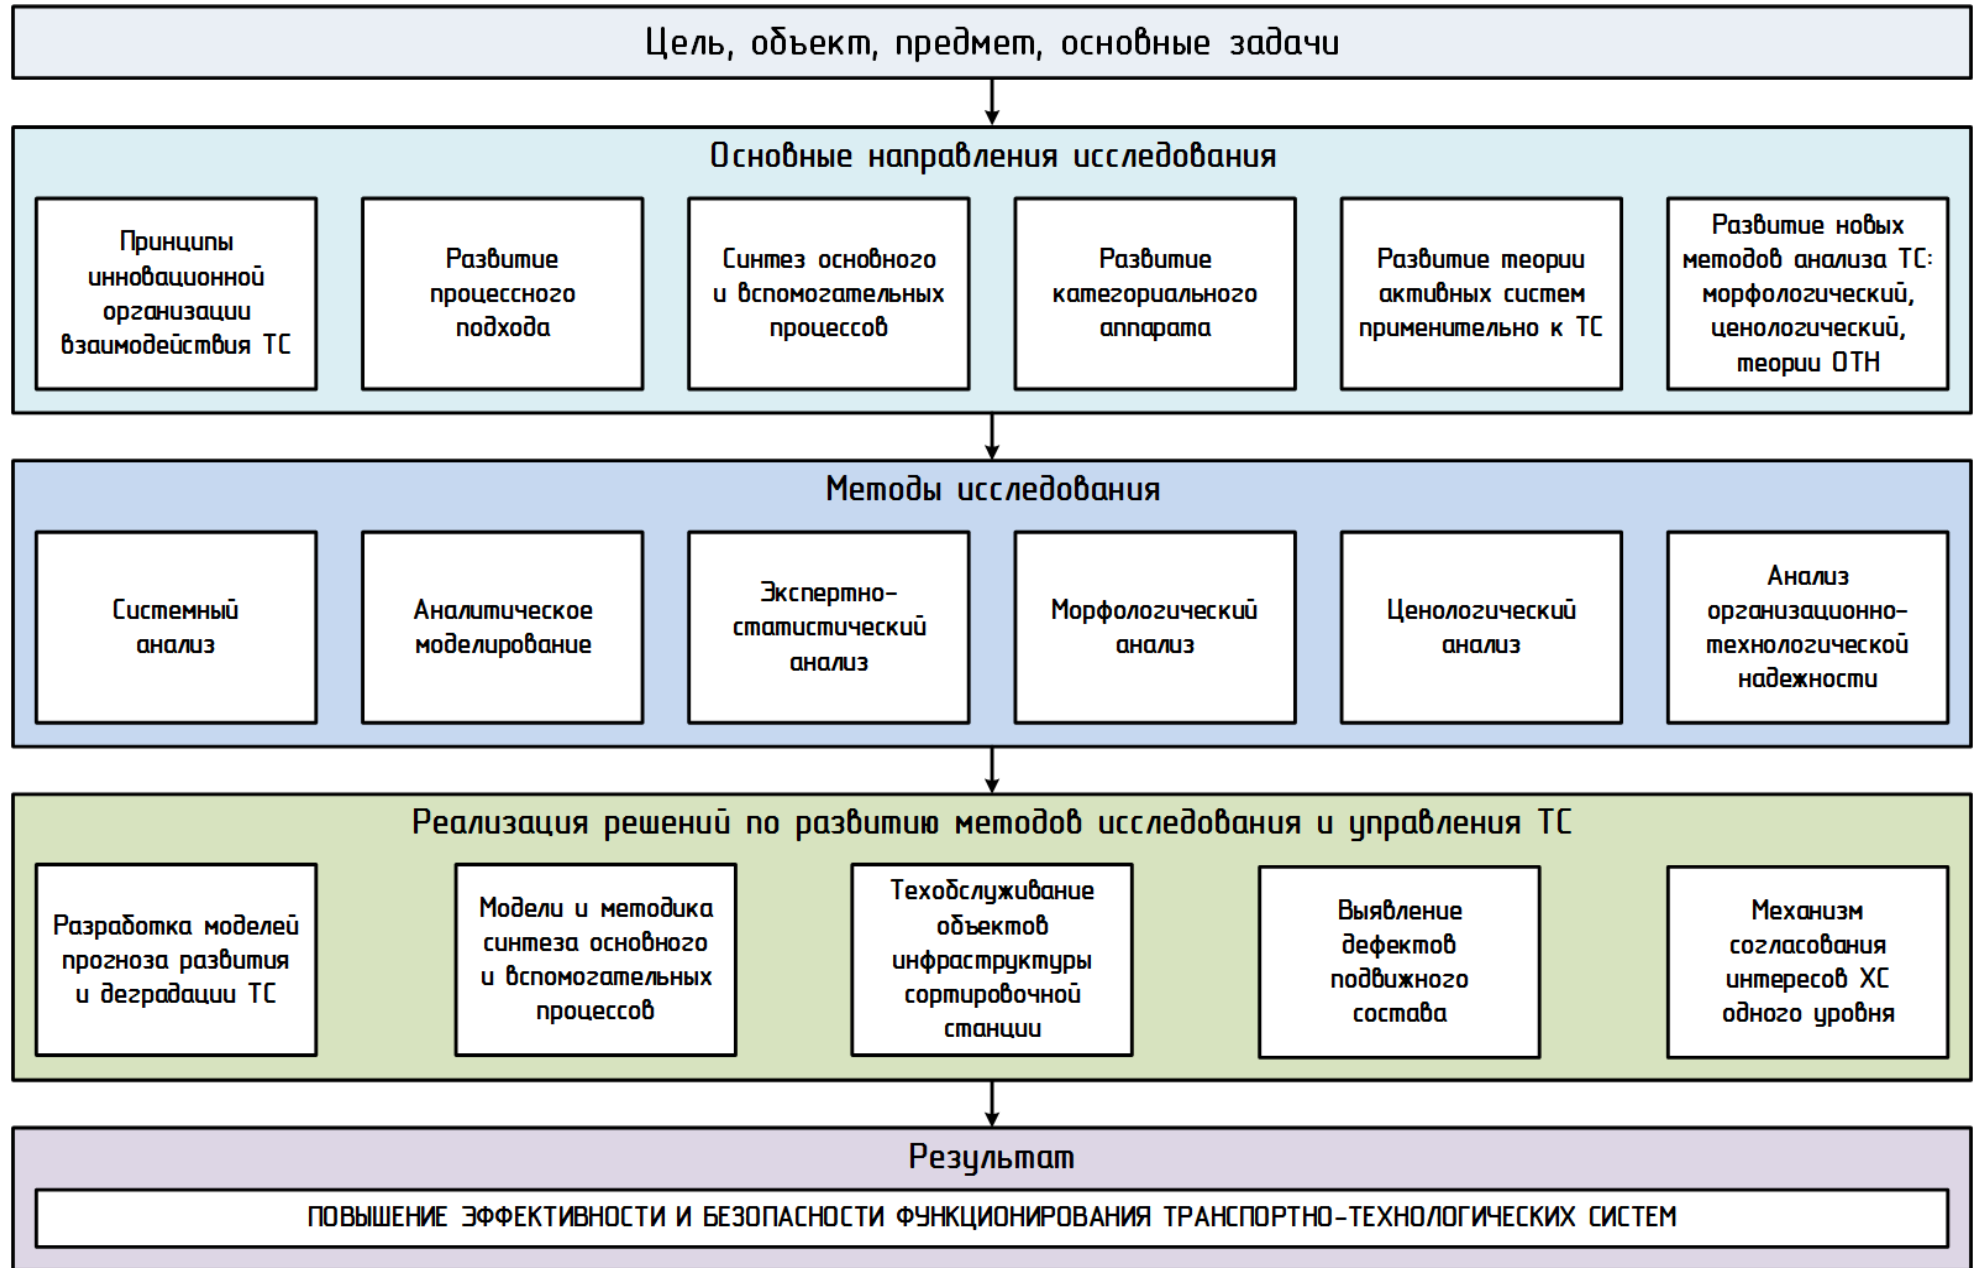 Цель, объект, предмет, основные задачи
Основные направления исследования
Принципы
инновационной
организации
взаимодействия ТС
Развитие
процессного
подхода
Синтез основного
и вспомогательных
процессов
Развитие
категориального
аппарата
Развитие теории
активных систем
применительно к ТС
Развитие новых
методов анализа ТС:
морфологический,
ценологический,
теории ОТН
Методы исследования
Системный
анализ
Аналитическое
моделирование
Экспертно-
статистический
анализ
Морфологический
анализ
Ценологический
анализ
Анализ
организационно-
технологической
надежности
Реализация решений по развитию методов исследования и управления ТС
Разработка моделей
прогноза развития
и деградации ТС
Модели и методика
синтеза основного
и вспомогательных
процессов
Техобслуживание
объектов
инфраструктуры
сортировочной
станции
Выявление
дефектов
подвижного
состава
Механизм
согласования
интересов ХС
одного уровня
Результат
ПОВЫШЕНИЕ ЭФФЕКТИВНОСТИ И БЕЗОПАСНОСТИ ФУНКЦИОНИРОВАНИЯ ТРАНСПОРТНО-ТЕХНОЛОГИЧЕСКИХ СИСТЕМ